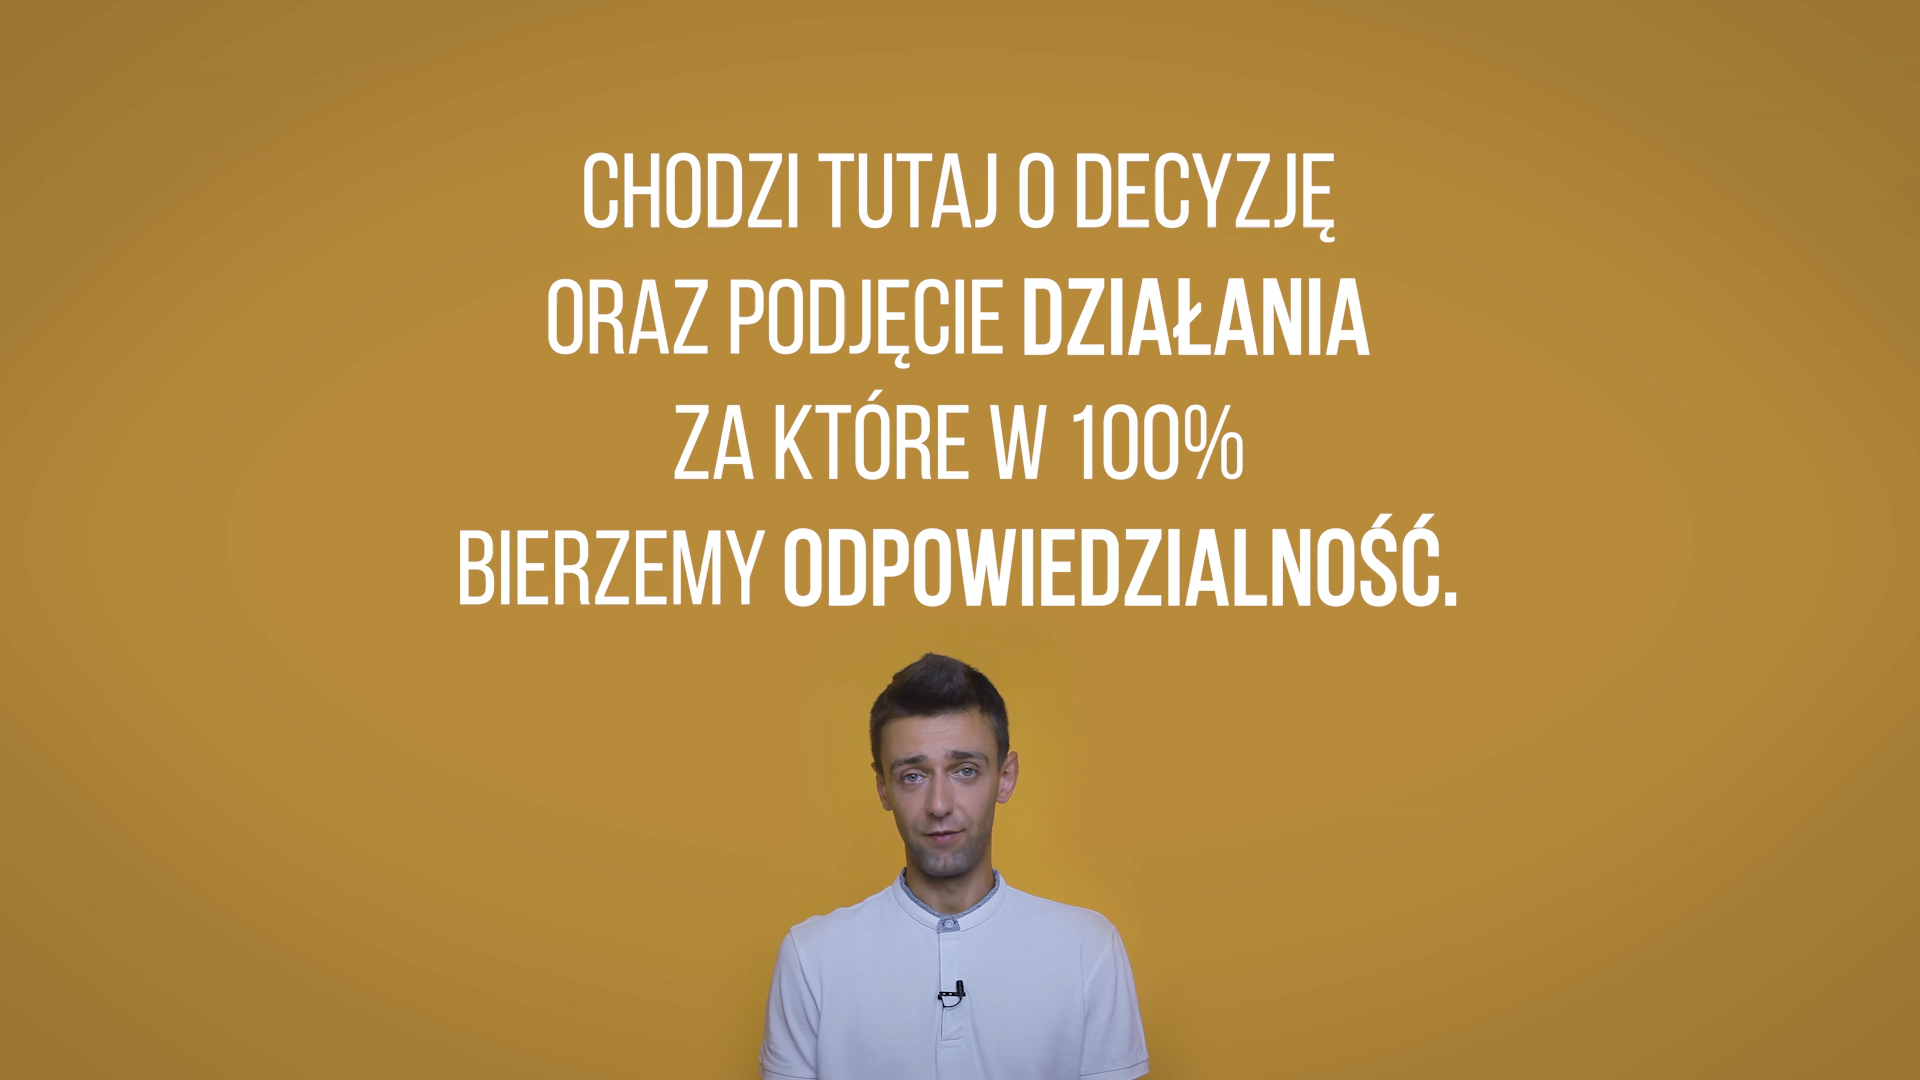 CHODZI TUTAJ O DECYZJĘ
ORAZ PODJĘCIE DZIAŁANIA
ZA KTÓRE W 100%
BIERZEMY ODPOWIEDZIALNOŚĆ.